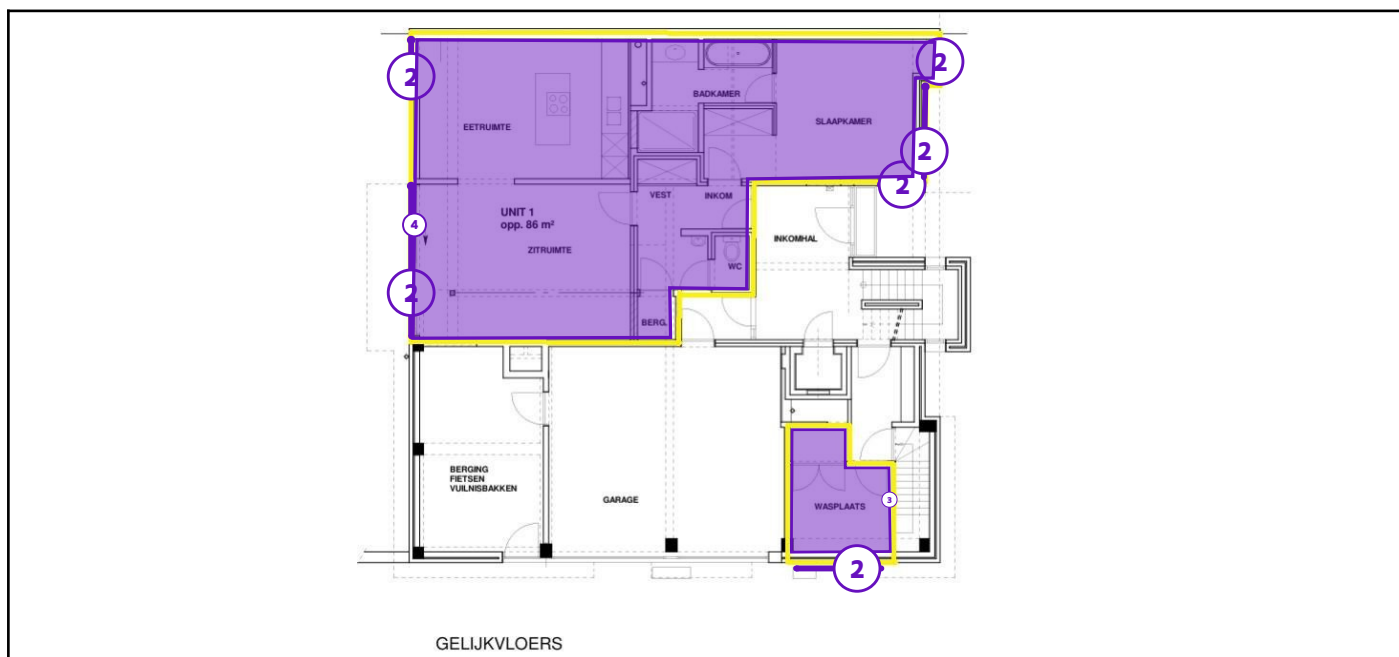 2
2
BADKAMER
EETRUIMTE
SLAAPKAMER
2
2
VEST
INKOM
UNIT 1
opp. 86 m²
4
ZITRUIMTE
INKOMHAL
WC
2
BERG.
BERGING
FIETSEN
VUILNISBAKKEN
GARAGE
WASPLAATS
3
2
GELIJKVLOERS